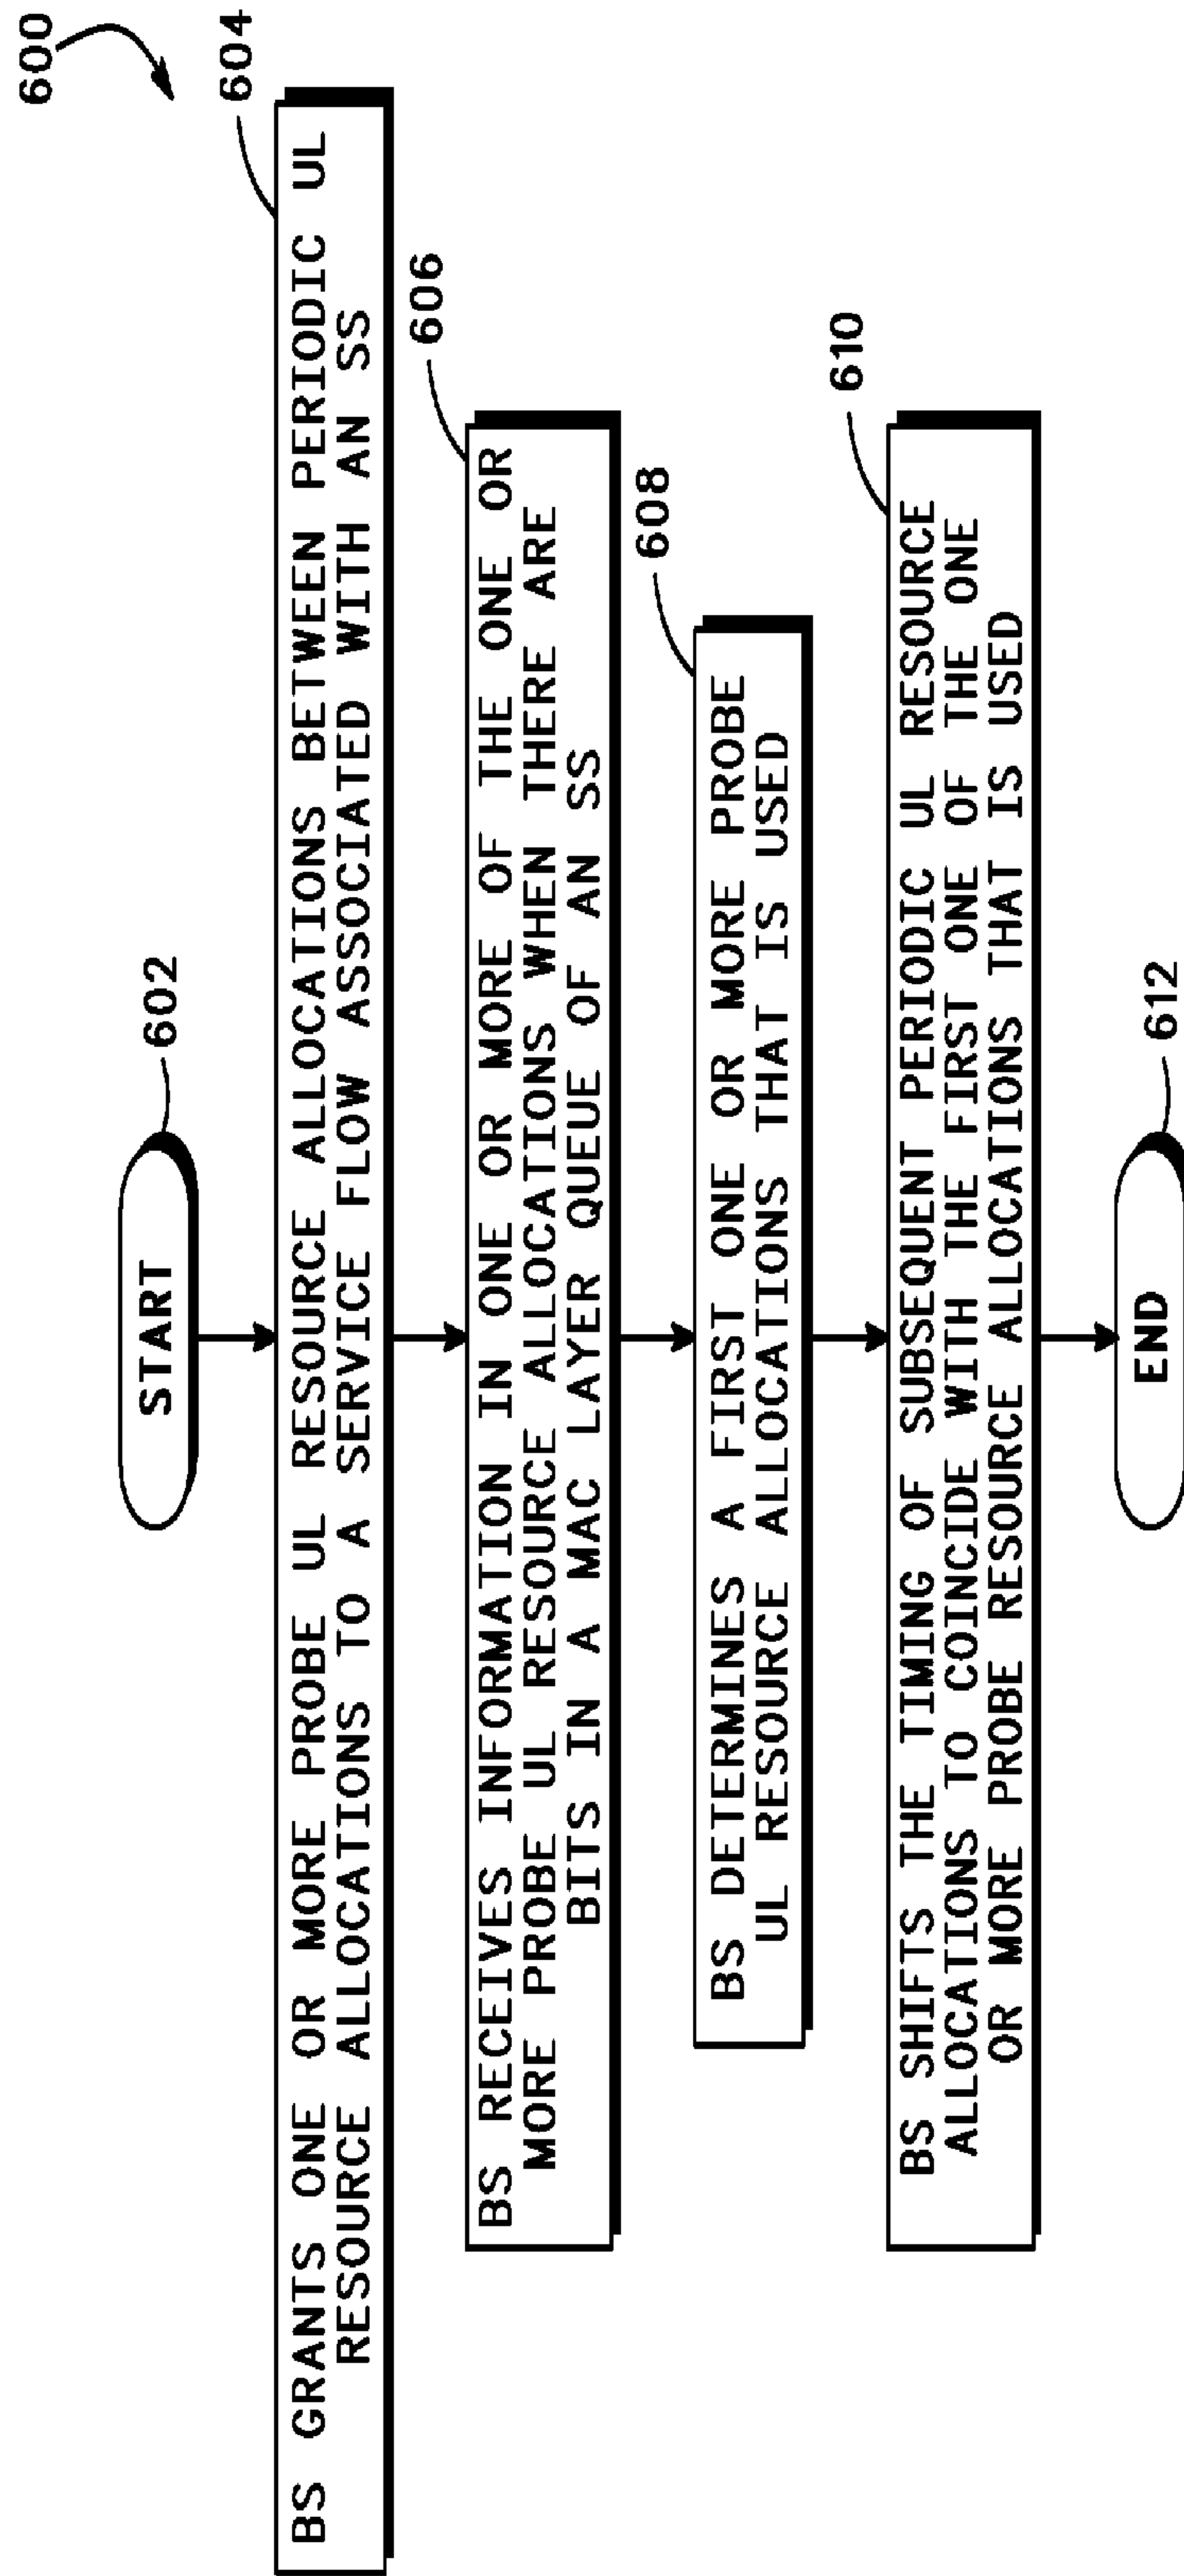 600
START
602
604
BS GRANTS ONE OR MORE PROBE UL RESOURCE ALLOCATIONS BETWEEN PERIODIC UL
RESOURCE ALLOCATIONS TO A SERVICE FLOW ASSOCIATED WITH AN SS
606
BS RECEIVES INFORMATION IN ONE OR MORE OF THE ONE OR
MORE PROBE UL RESOURCE ALLOCATIONS WHEN THERE ARE
BITS IN A MAC LAYER QUEUE OF AN SS
608
BS DETERMINES A FIRST ONE OR MORE PROBE
UL RESOURCE ALLOCATIONS THAT IS USED
610
BS SHIFTS THE TIMING OF SUBSEQUENT PERIODIC UL RESOURCE
ALLOCATIONS TO COINCIDE WITH THE FIRST ONE OF THE ONE
OR MORE PROBE RESOURCE ALLOCATIONS THAT IS USED
END
612